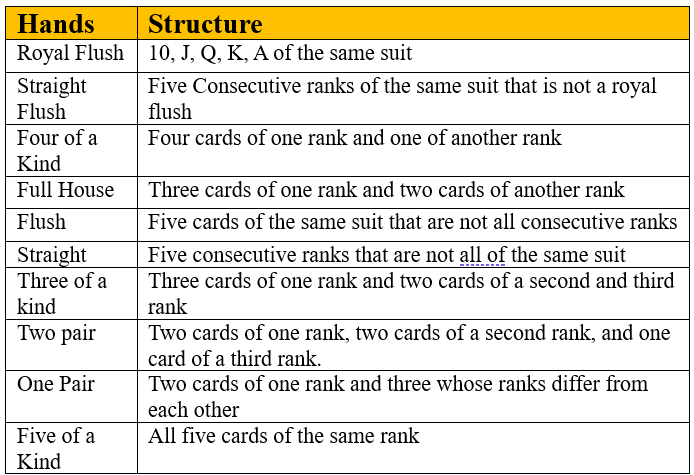 Hands Structure
Royal Flush 10, J, Q, K, A of the same suit
Straight Five Consecutive ranks of the same suit that is not a royal
Flush flush
Four of a Four cards of one rank and one of another rank
Kind
Full House Three cards of one rank and two cards of another rank
Flush Five cards of the same suit that are not all consecutive ranks
Straight Five consecutive ranks that are not all of the same suit
Three of a Three cards of one rank and two cards of a second and third
kind rank
Two pair Two cards of one rank, two cards of a second rank, and one
card of a third rank.
One Pair Two cards of one rank and three whose ranks differ from
each other
Five of a All five cards of the same rank
Kind